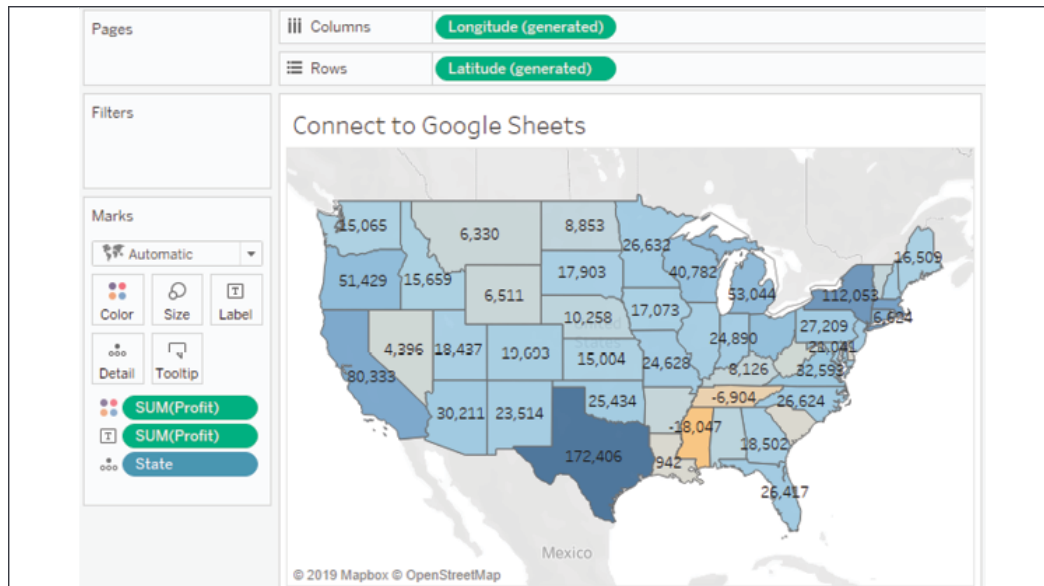 Pages
Columns
Longitude (generated)
Rows
Latitude (generated)
Filters
Connect to Google Sheets
Marks
Automatic
Color
Size
T
Label
Detail
Tooltip
SUM(Profit)
T
SUM(Profit)
State
15,065
6,330
8,853
26,632
16,509
51,429
15,659
17,903
40,782
53,044
112,053
6,511
10,258
17,073
27,209
United States
4,396
18,437
15,004
24,890
24,628
8,126
32,593
80,333
30,211
23,514
25,434
-6,904
26,624
-18,047
18,502
172,406
942
26,417
Mexico
© 2019 Mapbox © OpenStreetMap